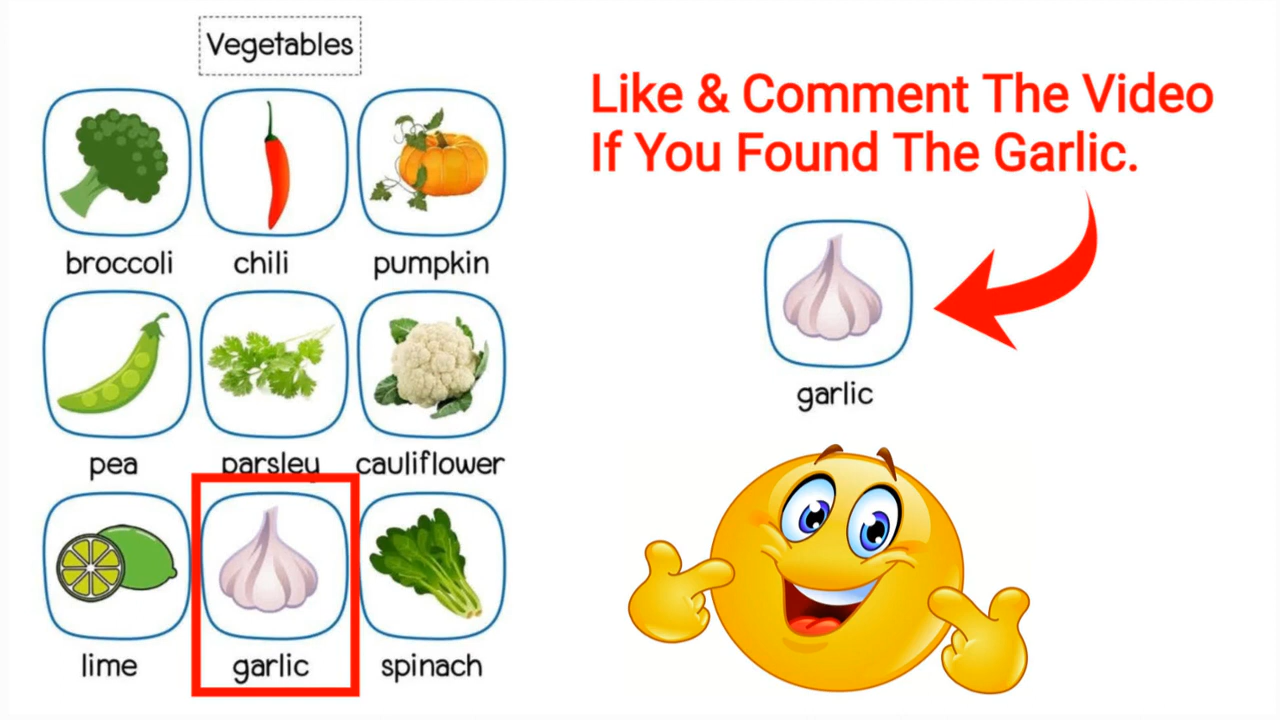 Vegetables
broccoli
chili
pumpkin
pea
parsley
cauliflower
lime
garlic
spinach
Like & Comment The Video
If You Found The Garlic.
garlic